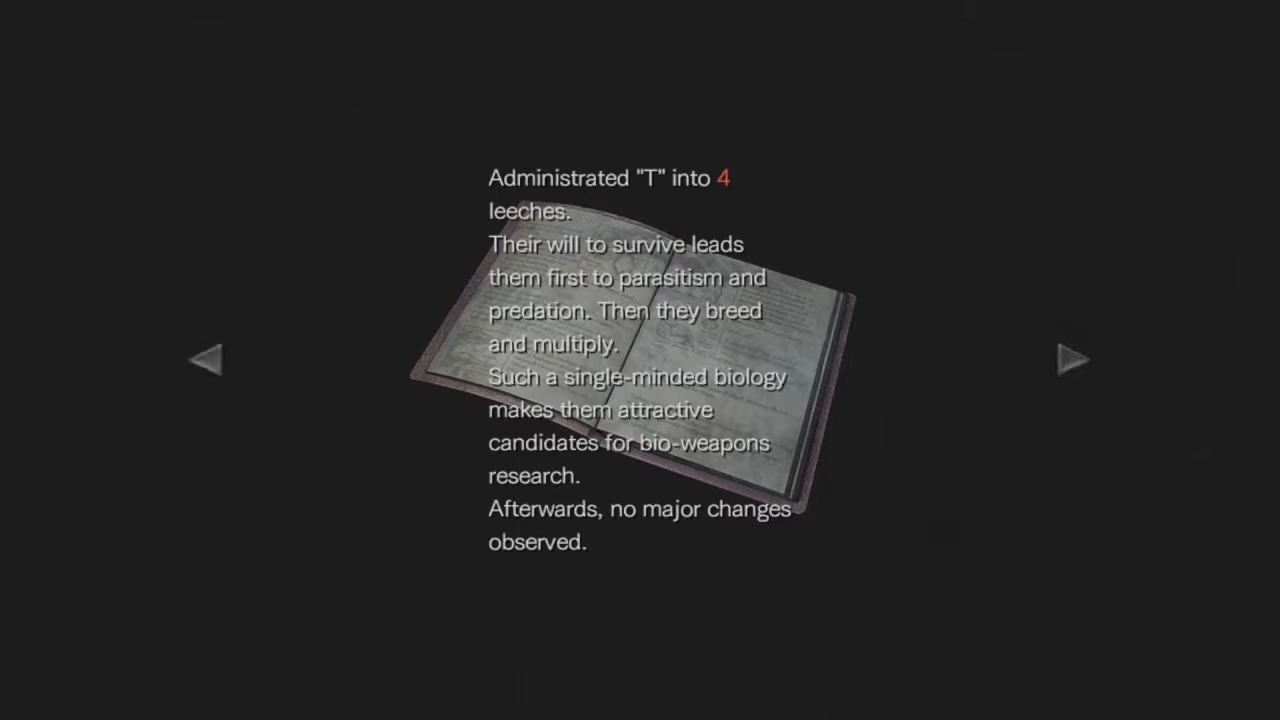 Administrated "T" into 4
leeches.
Their will to survive leads
them first to parasitism and
predation. Then they breed
and multiply.
Such a single-minded biology
makes them attractive
candidates for bio-weapons
research.
Afterwards, no major changes
observed.